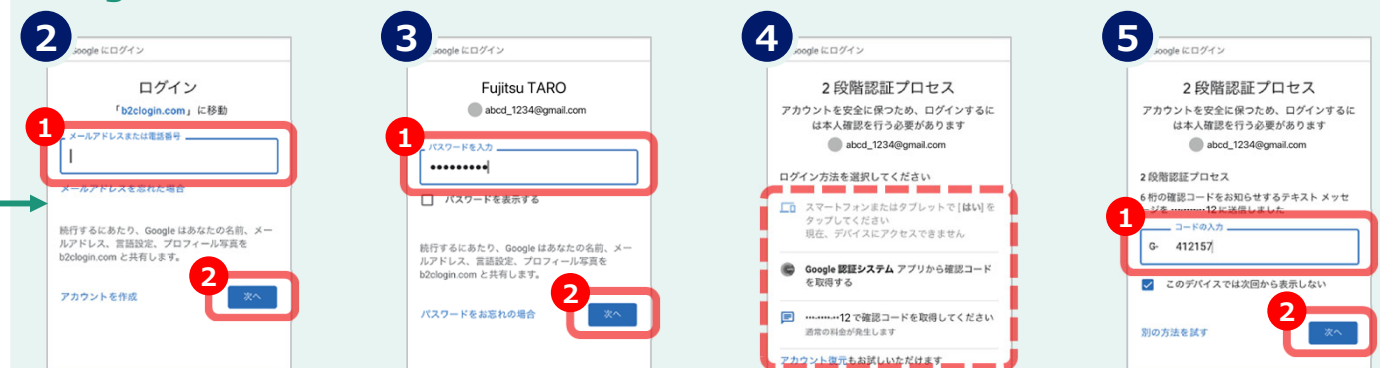 2
Google にログイン
ログイン
「b2clogin.com」に移動
1
メールアドレスまたは電話番号
メールアドレスを忘れた場合
続行するにあたり、Google はあなたの名前、メー
ルアドレス、言語設定、プロフィール写真を
b2clogin.com と共有します。
2
アカウントを作成
次へ
3
Google にログイン
Fujitsu TARO
abcd_1234@gmail.com
1
パスワードを入力
•••••••••
パスワードを表示する
続行するにあたり、Google はあなたの名前、メー
ルアドレス、言語設定、プロフィール写真を
b2clogin.com と共有します。
2
パスワードをお忘れの場合
次へ
4
Google にログイン
2 段階認証プロセス
アカウントを安全に保つため、ログインするに
は本人確認を行う必要があります
abcd_1234@gmail.com
ログイン方法を選択してください
スマートフォンまたはタブレットで [はい] を
タップしてください
現在、デバイスにアクセスできません
Google 認証システム アプリから確認コード
を取得する
•••-••••-••12 で確認コードを取得してください
通常の料金が発生します
アカウント復元もお試しいただけます
5
Google にログイン
2 段階認証プロセス
アカウントを安全に保つため、ログインするに
は本人確認を行う必要があります
abcd_1234@gmail.com
2 段階認証プロセス
6 桁の確認コードをお知らせするテキスト メッセ
ージを •••-••••-••12 に送信しました
1
コードの入力
G- 412157
このデバイスでは次回から表示しない
2
別の方法を試す
次へ